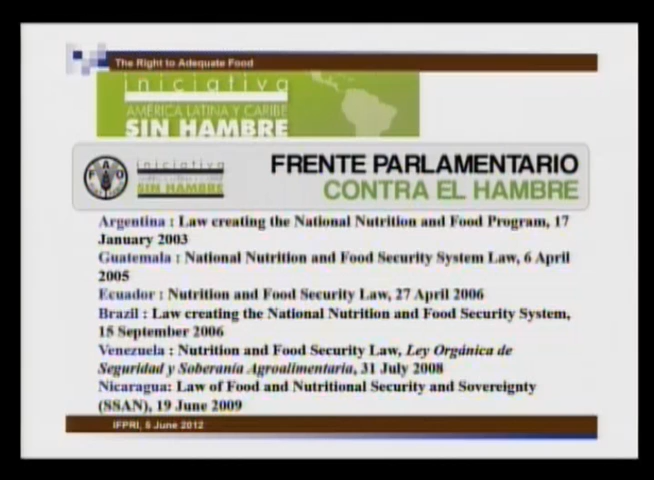 The Right to Adequate Food
iniciativa
AMÉRICA LATINA Y CARIBE
SIN HAMBRE
FRENTE PARLAMENTARIO
CONTRA EL HAMBRE
FAO
iniciativa
SIN HAMBRE
Argentina : Law creating the National Nutrition and Food Program, 17
January 2003
Guatemala : National Nutrition and Food Security System Law, 6 April
2005
Ecuador : Nutrition and Food Security Law, 27 April 2006
Brazil : Law creating the National Nutrition and Food Security System,
15 September 2006
Venezuela : Nutrition and Food Security Law, Ley Orgánica de
Seguridad y Soberanía Agroalimentaria, 31 July 2008
Nicaragua: Law of Food and Nutritional Security and Sovereignty
(SSAN), 19 June 2009
IFPRI, 6 June 2012